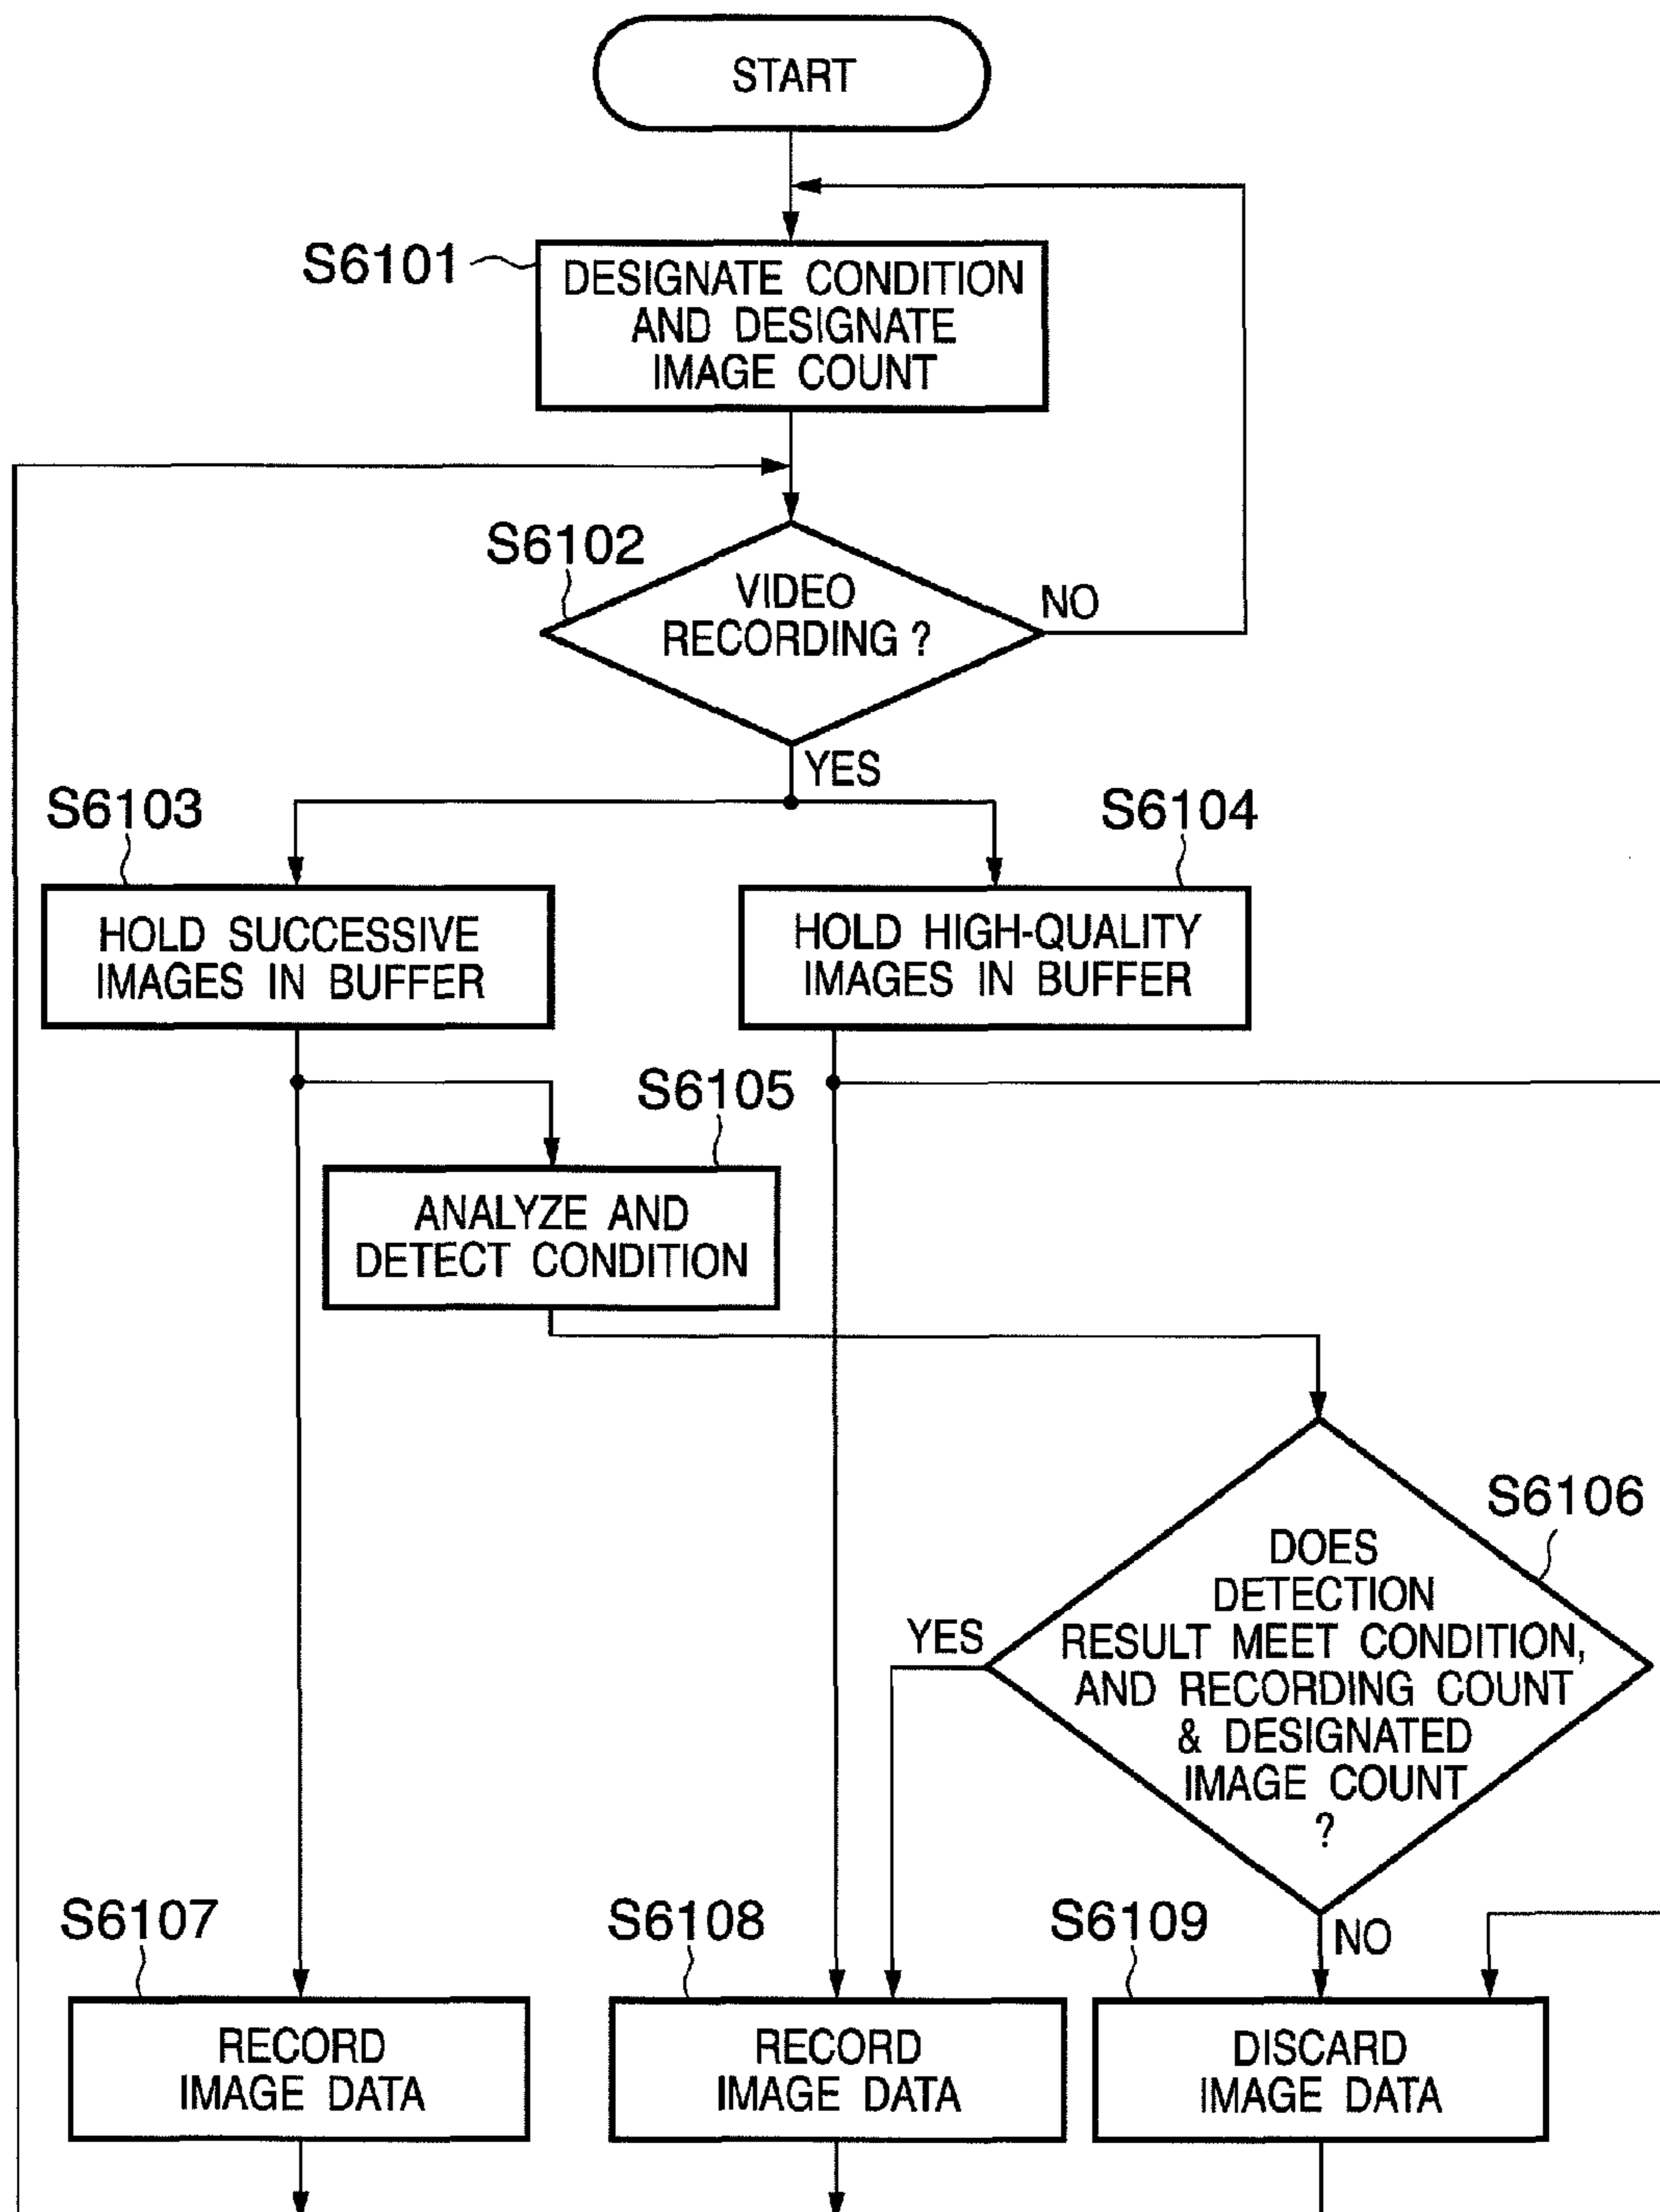 START
S6101
DESIGNATE CONDITION
AND DESIGNATE
IMAGE COUNT
S6102
VIDEO
RECORDING ?
NO
YES
S6103
S6104
HOLD SUCCESSIVE
IMAGES IN BUFFER
HOLD HIGH-QUALITY
IMAGES IN BUFFER
S6105
ANALYZE AND
DETECT CONDITION
S6106
DOES
DETECTION
RESULT MEET CONDITION,
AND RECORDING COUNT
& DESIGNATED
IMAGE COUNT
?
YES
NO
S6107
S6108
S6109
RECORD
IMAGE DATA
RECORD
IMAGE DATA
DISCARD
IMAGE DATA